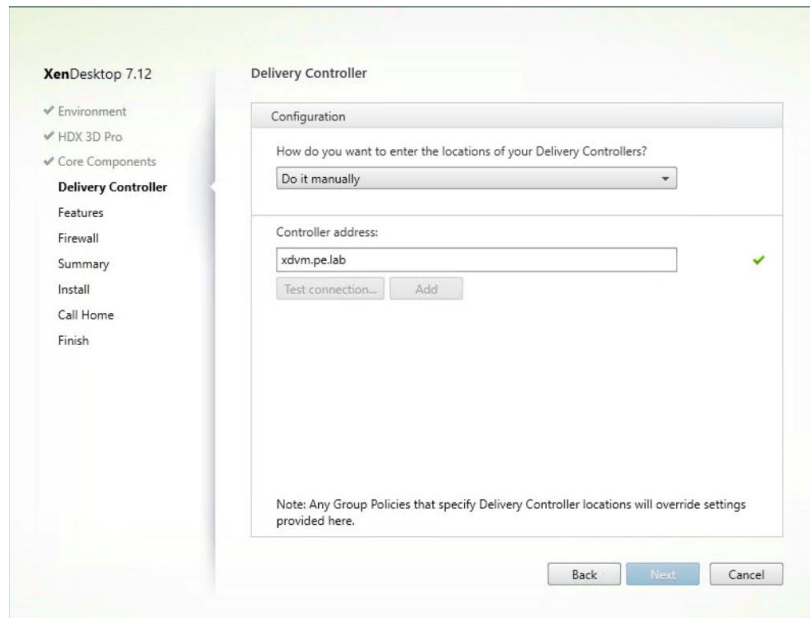 XenDesktop 7.12
Environment
HDX 3D Pro
Core Components
Delivery Controller
Features
Firewall
Summary
Install
Call Home
Finish
Delivery Controller
Configuration
How do you want to enter the locations of your Delivery Controllers?
Do it manually
Controller address:
xdvm.pe.lab
Test connection...
Add
Note: Any Group Policies that specify Delivery Controller locations will override settings
provided here.
Back
Next
Cancel